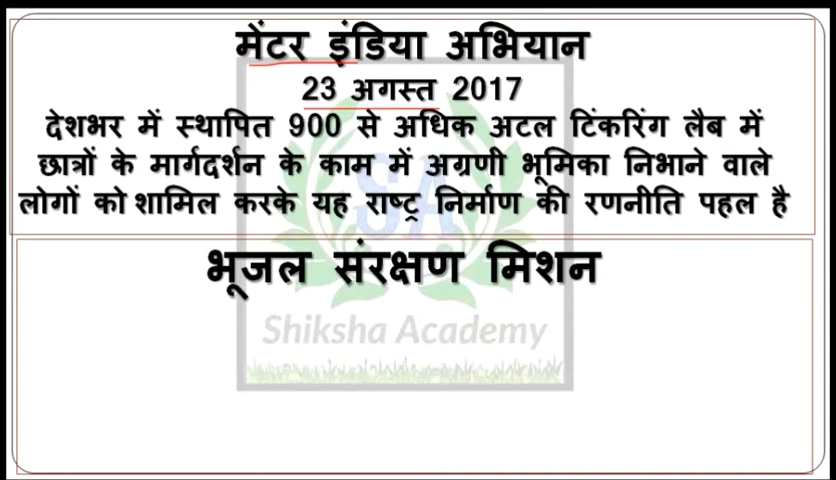 मेंटर इंडिया अभियान
23 अगस्त 2017
देशभर में स्थापित 900 से अधिक अटल टिंकरिंग लैब में
छात्रों के मार्गदर्शन के काम में अग्रणी भूमिका निभाने वाले
लोगों को शामिल करके यह राष्ट्र निर्माण की रणनीति पहल है
SA
भूजल संरक्षण मिशन
Shiksha Academy